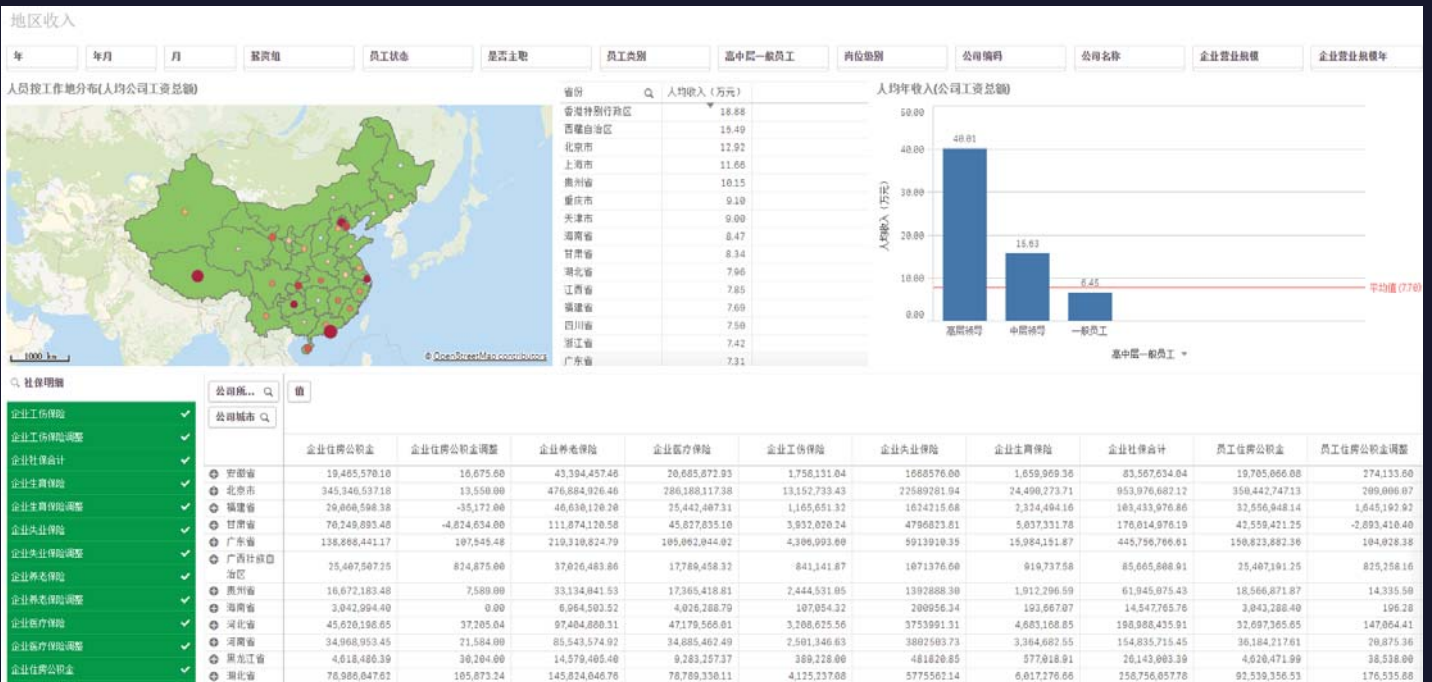 地区收入
年 年月 月 薪资组 员工状态 是否主职 员工类别 高中层一般员工 岗位级别 公司编码 公司名称 企业营业规模 企业营业规模年
人员按工作地分布(人均公司工资总额)
1000 km
© OpenStreetMap contributors
省份 人均收入（万元）
香港特别行政区 18.88
西藏自治区 15.49
北京市 12.92
上海市 11.66
贵州省 10.15
重庆市 9.10
天津市 9.00
海南省 8.47
甘肃省 8.34
湖北省 7.96
江西省 7.85
福建省 7.69
四川省 7.50
浙江省 7.42
广东省 7.31
人均年收入(公司工资总额)
人均收入（万元）
50.00
40.00
30.00
20.00
10.00
0.00
40.01
15.63
6.45
平均值 (7.70)
高层领导 中层领导 一般员工
高中层一般员工
社保明细
企业工伤保险
企业工伤保险调整
企业社保合计
企业生育保险
企业生育保险调整
企业失业保险
企业失业保险调整
企业养老保险
企业养老保险调整
企业医疗保险
企业医疗保险调整
企业住房公积金
公司所... 值
公司城市
企业住房公积金 企业住房公积金调整 企业养老保险 企业医疗保险 企业工伤保险 企业失业保险 企业生育保险 企业社保合计 员工住房公积金 员工住房公积金调整
安徽省 19,465,570.10 16,675.60 43,394,457.46 20,685,872.93 1,758,131.04 1668576.00 1,659,969.36 83,567,634.04 19,705,066.08 274,133.60
北京市 345,346,537.18 13,550.00 476,884,926.46 286,188,117.38 13,152,733.43 22589281.94 24,490,273.71 953,976,682.12 350,442,747.13 209,006.07
福建省 29,060,598.38 -35,172.00 46,630,120.20 25,442,407.31 1,165,651.32 1624215.68 2,324,494.16 103,433,976.86 32,556,948.14 1,645,192.92
甘肃省 70,249,893.48 -4,824,634.00 111,874,120.58 45,827,835.10 3,932,020.24 4796823.81 5,037,331.78 176,014,976.19 42,559,421.25 -2,893,410.40
广东省 138,868,441.17 107,545.48 219,310,824.79 105,062,044.02 4,306,993.60 5913910.35 15,984,151.87 445,756,766.61 150,823,882.36 104,028.38
广西壮族自治区 25,407,507.25 824,875.00 37,026,483.86 17,789,458.32 841,141.87 1071376.60 919,737.58 85,665,808.91 25,407,191.25 825,258.16
贵州省 16,672,183.48 7,589.00 33,134,041.53 17,365,418.81 2,444,531.05 1392888.30 1,912,296.59 61,945,075.43 18,566,871.87 14,335.50
海南省 3,042,994.40 0.00 6,964,503.52 4,026,288.79 107,054.32 200956.34 193,667.07 14,547,765.76 3,043,288.40 196.28
河北省 45,620,198.65 37,205.04 97,404,880.31 47,179,566.01 3,208,625.56 3753991.31 4,683,168.85 198,988,435.91 32,697,365.65 147,064.41
河南省 34,968,953.45 21,584.00 85,543,574.92 34,885,462.49 2,501,346.63 3802503.73 3,364,682.55 154,835,715.45 36,184,217.61 20,875.36
黑龙江省 4,618,486.39 30,204.00 14,579,405.40 9,283,257.37 389,228.00 481820.85 577,018.91 26,143,003.39 4,620,471.99 38,538.00
湖北省 78,986,047.62 105,873.24 145,824,046.76 78,789,330.11 4,125,237.08 5775562.14 6,017,276.66 258,756,057.78 92,539,356.53 176,535.88